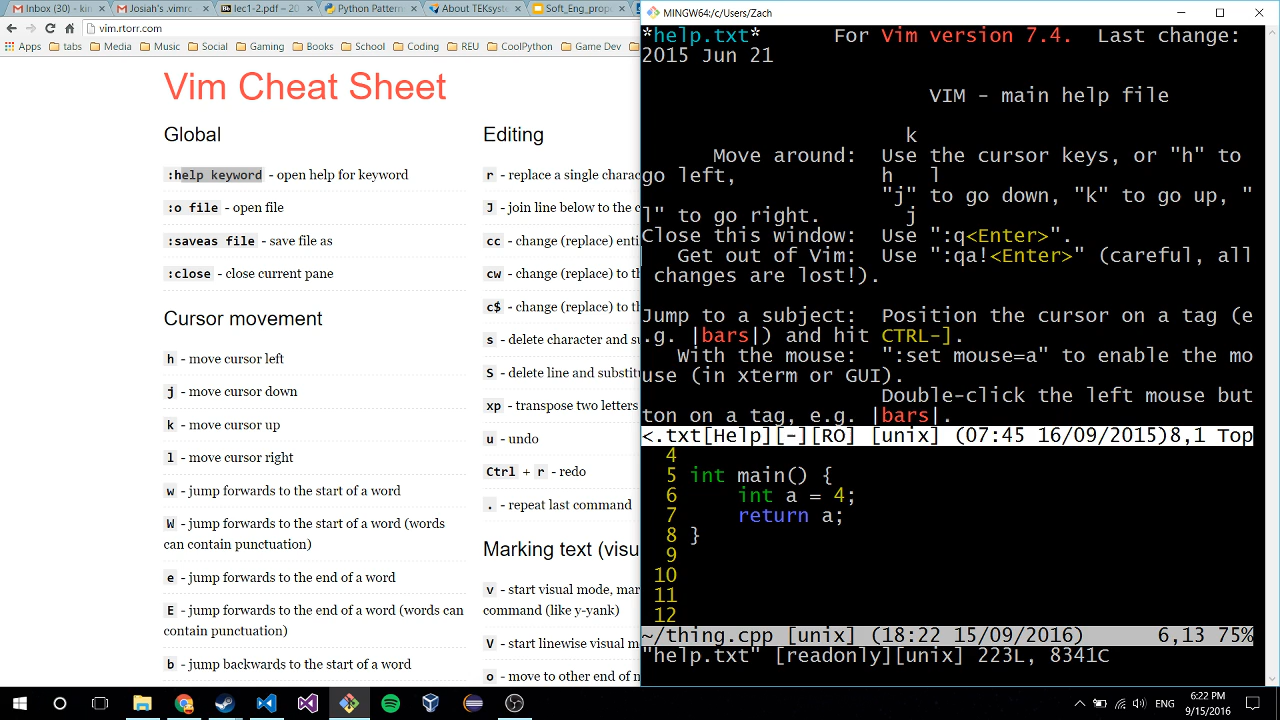 Inbox (30) - kin
Josiah's .vimrc
lec1-2.pdf – 20
Python Pattern
About TEKsyste
Soft_Eng_propo
vim.rtorr.com
Apps
tabs
Media
Music
Social
Gaming
Books
School
Coding
REU
CoolPython
Game Dev
Vim Cheat Sheet
Global
:help keyword - open help for keyword
:o file - open file
:saveas file - save file as
:close - close current pane
Cursor movement
h - move cursor left
j - move cursor down
k - move cursor up
l - move cursor right
w - jump forwards to the start of a word
W - jump forwards to the start of a word (words
can contain punctuation)
e - jump forwards to the end of a word
E - jump forwards to the end of a word (words can
contain punctuation)
b - jump backwards to the start of a word
Editing
r - replace a single charac
J - join line below to the c
cc - change (replace) enti
cw - change (replace) to th
c$ - change (replace) to th
s - delete character and su
S - delete line and substitu
xp - transpose two letters
u - undo
Ctrl + r - redo
. - repeat last command
Marking text (visu
v - start visual mode, mar
command (like y-yank)
V - start linewise visual m
o - move to other end of m
MINGW64:/c/Users/Zach
*help.txt* For Vim version 7.4. Last change:
2015 Jun 21
VIM - main help file
k
Move around: Use the cursor keys, or "h" to
go left, h l
"j" to go down, "k" to go up, "
l" to go right. j
Close this window: Use ":q<Enter>".
Get out of Vim: Use ":qa!<Enter>" (careful, all
changes are lost!).
Jump to a subject: Position the cursor on a tag (e
.g. |bars|) and hit CTRL-].
With the mouse: ":set mouse=a" to enable the mo
use (in xterm or GUI).
Double-click the left mouse but
ton on a tag, e.g. |bars|.
<.txt[Help][-][RO] [unix] (07:45 16/09/2015)8,1 Top
4
5 int main() {
6 int a = 4;
7 return a;
8 }
9
10
11
12
~/thing.cpp [unix] (18:22 15/09/2016) 6,13 75%
"help.txt" [readonly][unix] 223L, 8341C
ENG
6:22 PM
9/15/2016